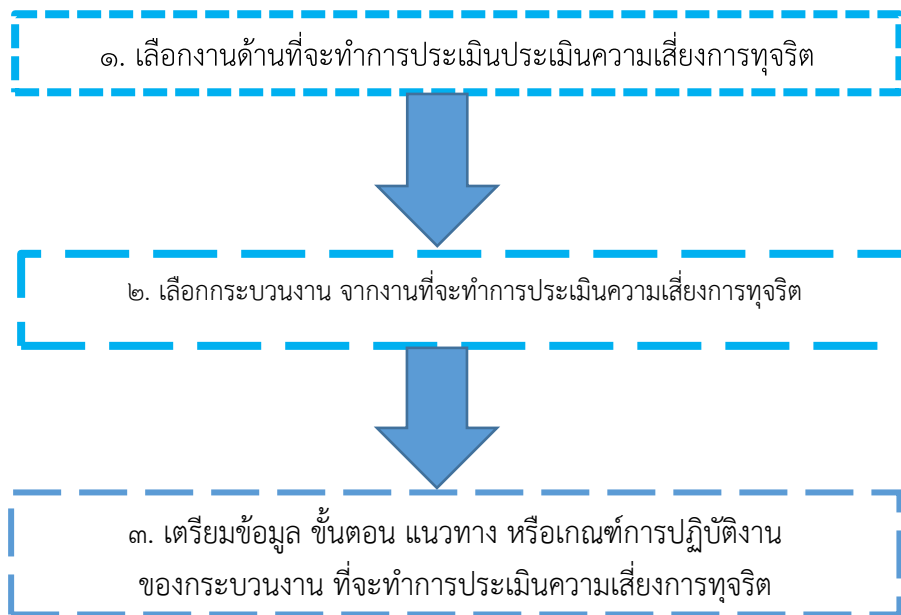 ๑. เลือกงานด้านที่จะทำการประเมินประเมินความเสี่ยงการทุจริต
๒. เลือกกระบวนงาน จากงานที่จะทำการประเมินความเสี่ยงการทุจริต
๓. เตรียมข้อมูล ขั้นตอน แนวทาง หรือเกณฑ์การปฏิบัติงาน
ของกระบวนงาน ที่จะทำการประเมินความเสี่ยงการทุจริต